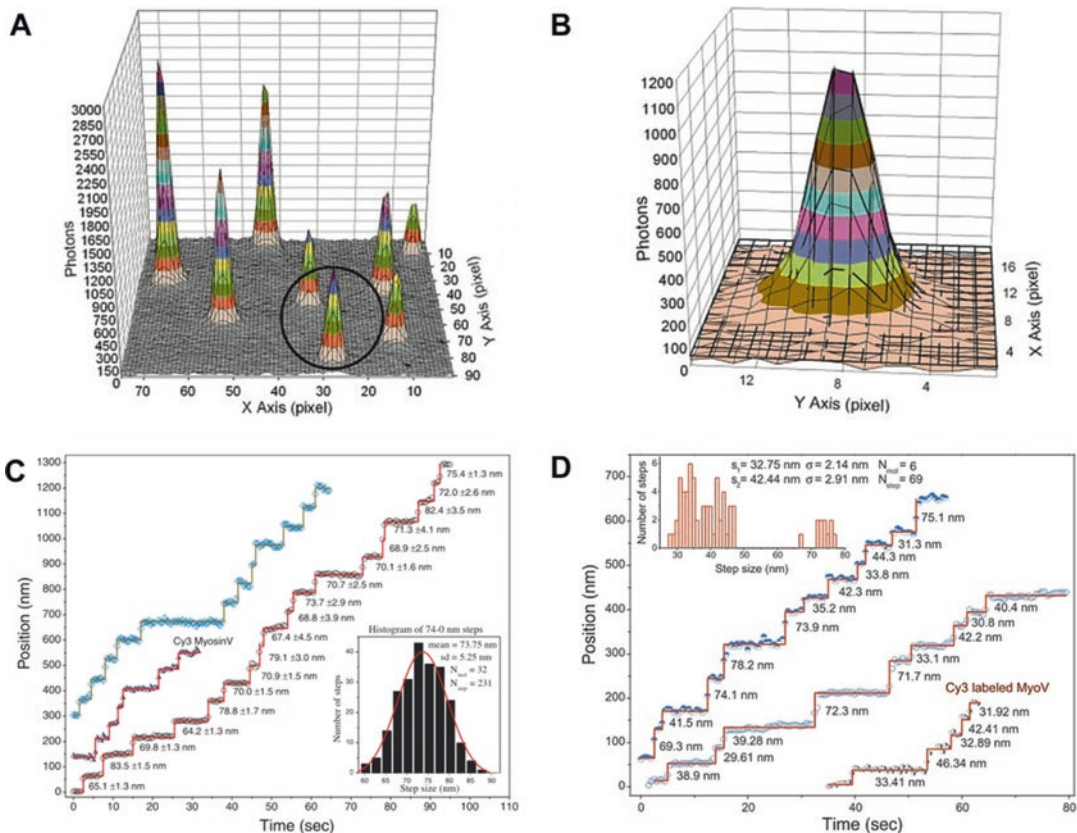 A
3000
2850
2700
2550
2400
2250
2100
1950
1800
1650
1500
1350
1200
1050
900
750
600
450
300
150
0
Photons
70
60
50
40
30
20
10
X Axis (pixel)
10
20
30
40
50
60
70
80
90
Y Axis (pixel)
B
1200
1100
1000
900
800
700
600
500
400
300
200
100
0
Photons
12
8
4
Y Axis (pixel)
16
12
8
4
X Axis (pixel)
C
1300
1200
1100
1000
900
800
700
600
500
400
300
200
100
0
Position (nm)
75.4 ±1.3 nm
72.0 ±2.6 nm
82.4 ±3.5 nm
71.3 ±4.1 nm
68.9 ±2.5 nm
70.1 ±1.6 nm
70.7 ±2.5 nm
73.7 ±2.9 nm
68.8 ±3.9 nm
67.4 ±4.5 nm
79.1 ±3.0 nm
70.9 ±1.5 nm
70.0 ±1.5 nm
78.8 ±1.7 nm
64.2 ±1.3 nm
69.8 ±1.3 nm
83.5 ±1.5 nm
65.1 ±1.3 nm
Cy3 MyosinV
Histogram of 74-0 nm steps
mean = 73.75 nm
sd = 5.25 nm
N mol = 32
N step = 231
40
30
20
10
0
Number of steps
60 65 70 75 80 85 90
Step size (nm)
0 10 20 30 40 50 60 70 80 90 100 110
Time (sec)
D
700
600
500
400
300
200
100
0
Position (nm)
6
4
2
0
Number of steps
30 40 50 60 70 80
Step size (nm)
s1= 32.75 nm σ = 2.14 nm Nmol= 6
s2= 42.44 nm σ = 2.91 nm Nstep= 69
75.1 nm
31.3 nm
44.3 nm
33.8 nm
42.3 nm
35.2 nm
73.9 nm
78.2 nm
74.1 nm
41.5 nm
69.3 nm
40.4 nm
30.8 nm
42.2 nm
33.1 nm
71.7 nm
72.3 nm
39.28 nm
29.61 nm
38.9 nm
Cy3 labeled MyoV
31.92 nm
42.41 nm
32.89 nm
46.34 nm
33.41 nm
0 20 40 60 80
Time (sec)